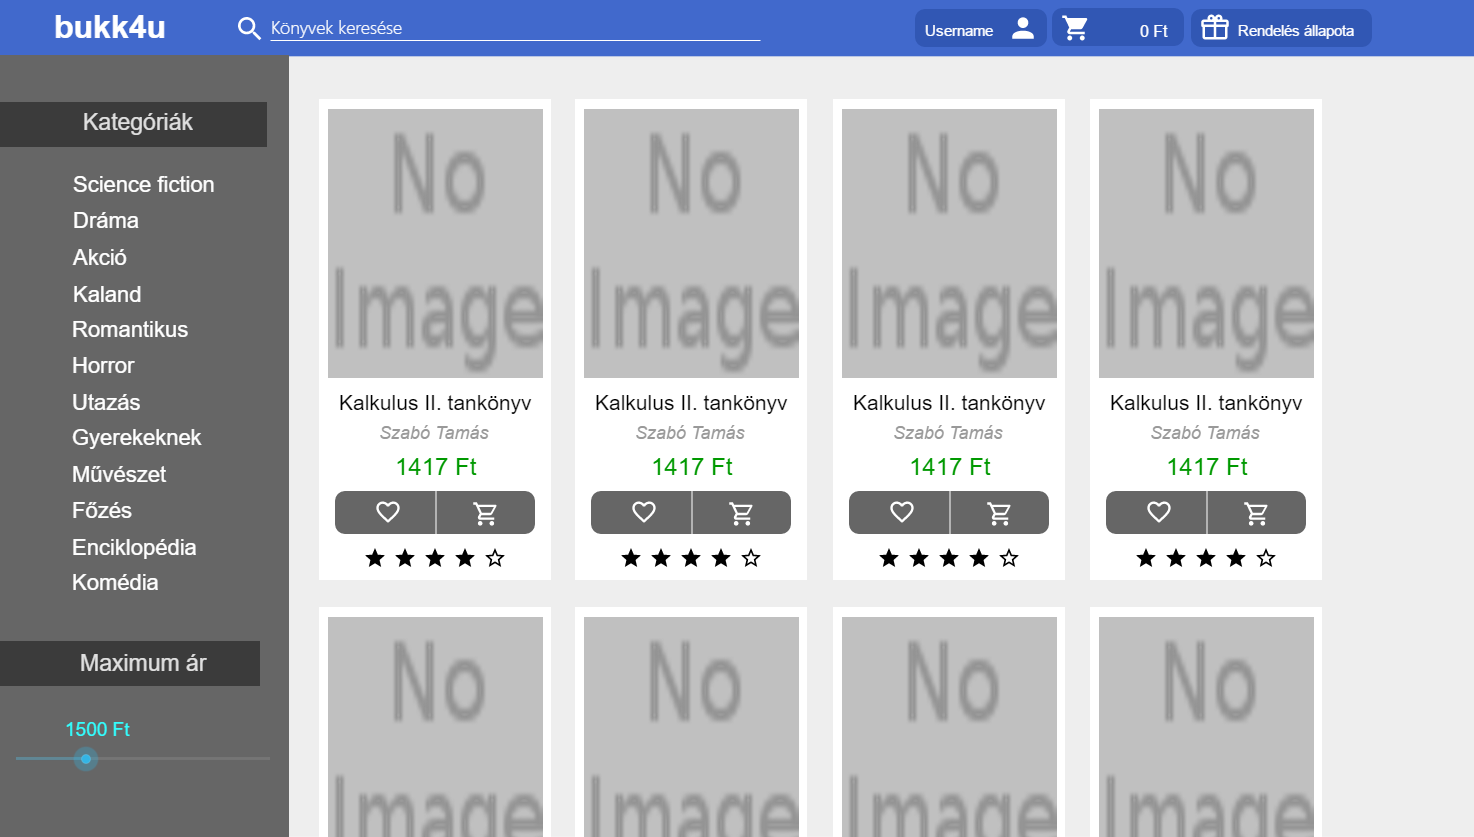 bukk4u
Könyvek keresése
Username
0 Ft
Rendelés állapota
Kategóriák
Science fiction
Dráma
Akció
Kaland
Romantikus
Horror
Utazás
Gyerekeknek
Művészet
Főzés
Enciklopédia
Komédia
Maximum ár
1500 Ft
No
Image
Kalkulus II. tankönyv
Szabó Tamás
1417 Ft
No
Image
Kalkulus II. tankönyv
Szabó Tamás
1417 Ft
No
Image
Kalkulus II. tankönyv
Szabó Tamás
1417 Ft
No
Image
Kalkulus II. tankönyv
Szabó Tamás
1417 Ft
No
Image
No
Image
No
Image
No
Image